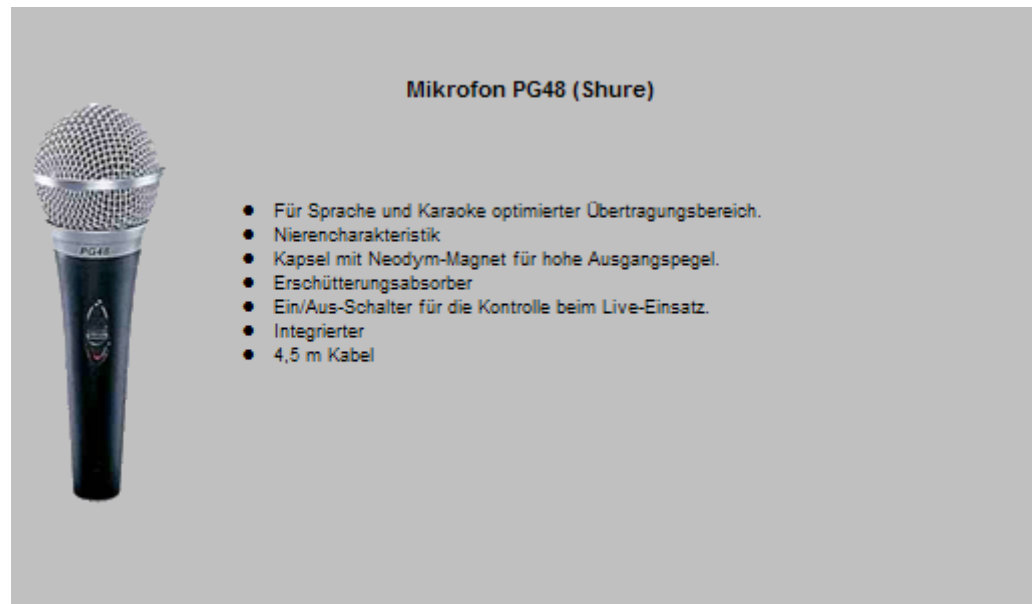 Mikrofon PG48 (Shure)
PG48
● Für Sprache und Karaoke optimierter Übertragungsbereich.
● Nierencharakteristik
● Kapsel mit Neodym-Magnet für hohe Ausgangspegel.
● Erschütterungsabsorber
● Ein/Aus-Schalter für die Kontrolle beim Live-Einsatz.
● Integrierter
● 4,5 m Kabel